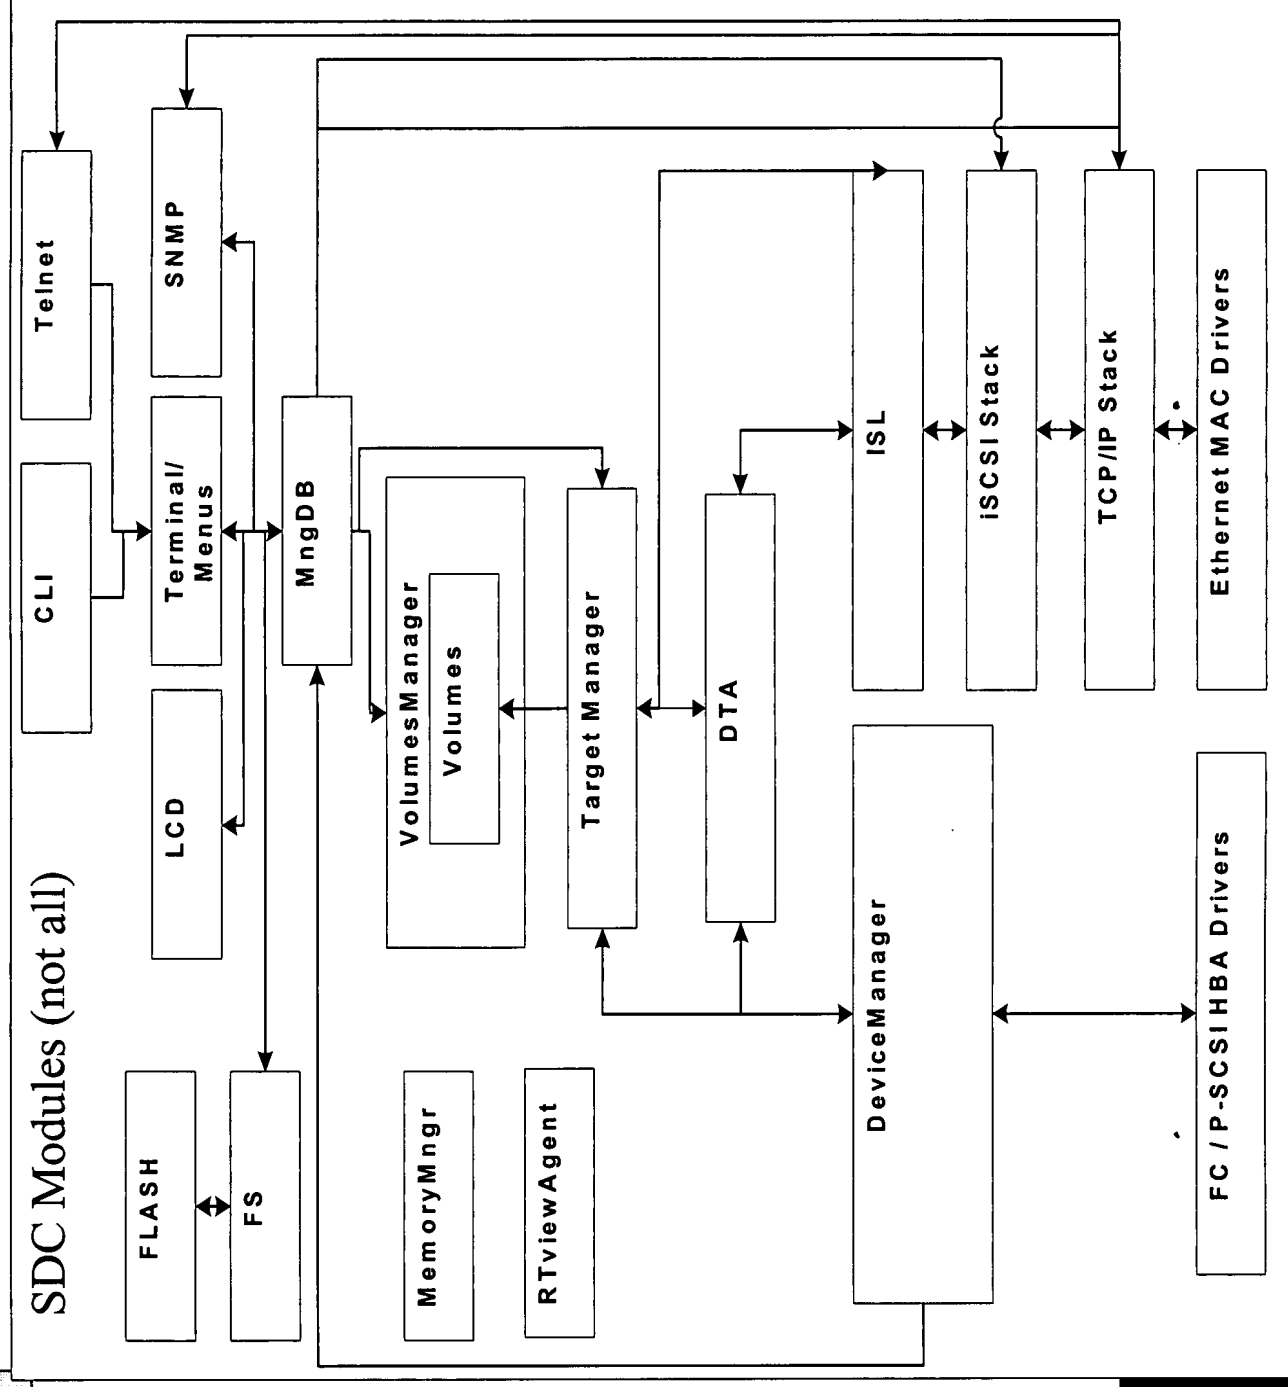 SDC Modules (not all)
CLI
Telnet
FLASH
LCD
Terminal/
Menus
SNMP
FS
MngDB
MemoryMngr
VolumesManager
Volumes
RTviewAgent
Target Manager
DTA
DeviceManager
ISL
iSCSI Stack
TCP/IP Stack
FC / P-SCSI HBA Drivers
Ethernet MAC Drivers